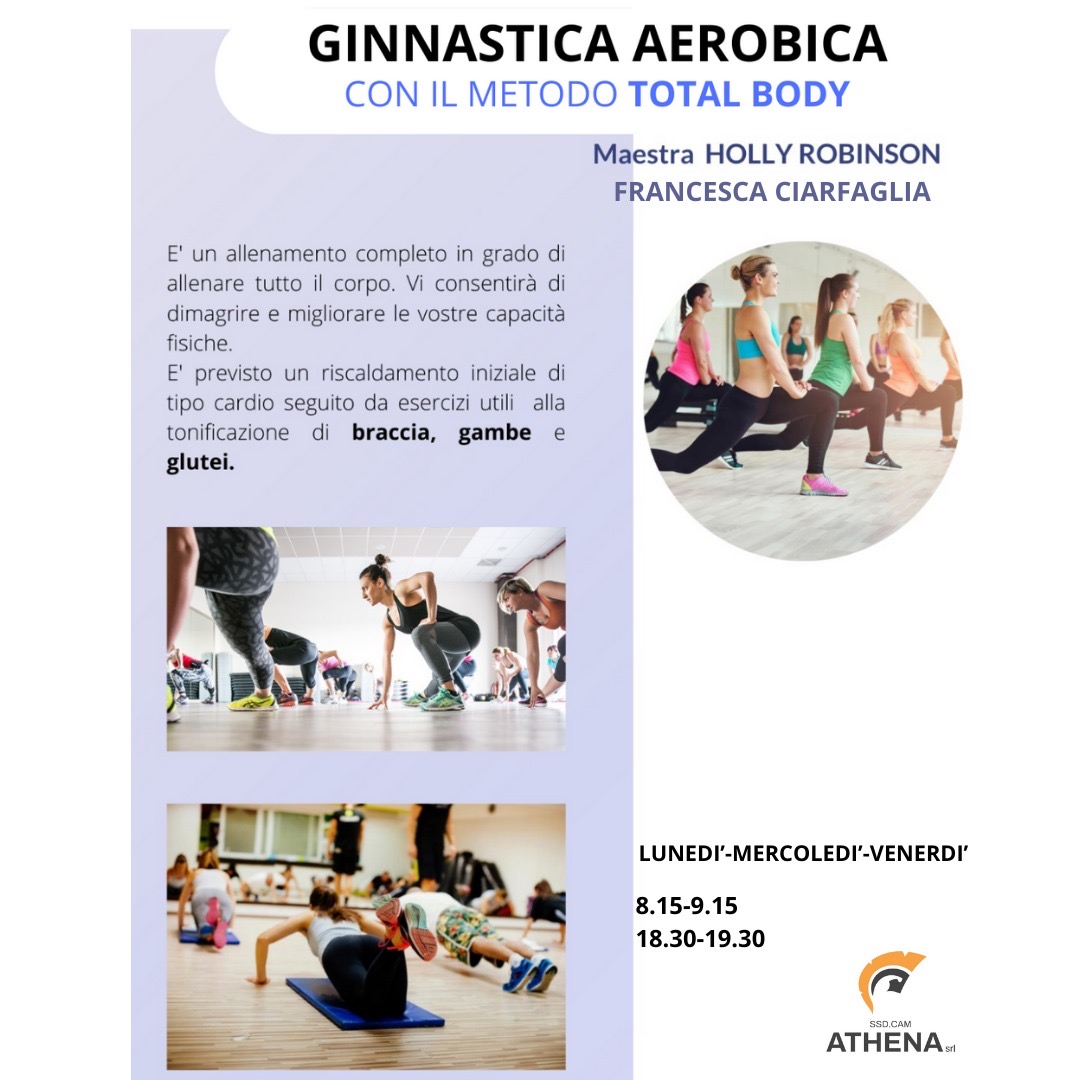 GINNASTICA AEROBICA
CON IL METODO TOTAL BODY
Maestra HOLLY ROBINSON
FRANCESCA CIARFAGLIA
E' un allenamento completo in grado di
allenare tutto il corpo. Vi consentirà di
dimagrire e migliorare le vostre capacità
fisiche.
E' previsto un riscaldamento iniziale di
tipo cardio seguito da esercizi utili alla
tonificazione di braccia, gambe e
glutei.
LUNEDI’-MERCOLEDI’-VENERDI’
8.15-9.15
18.30-19.30
SSD.CAM
ATHENA srl